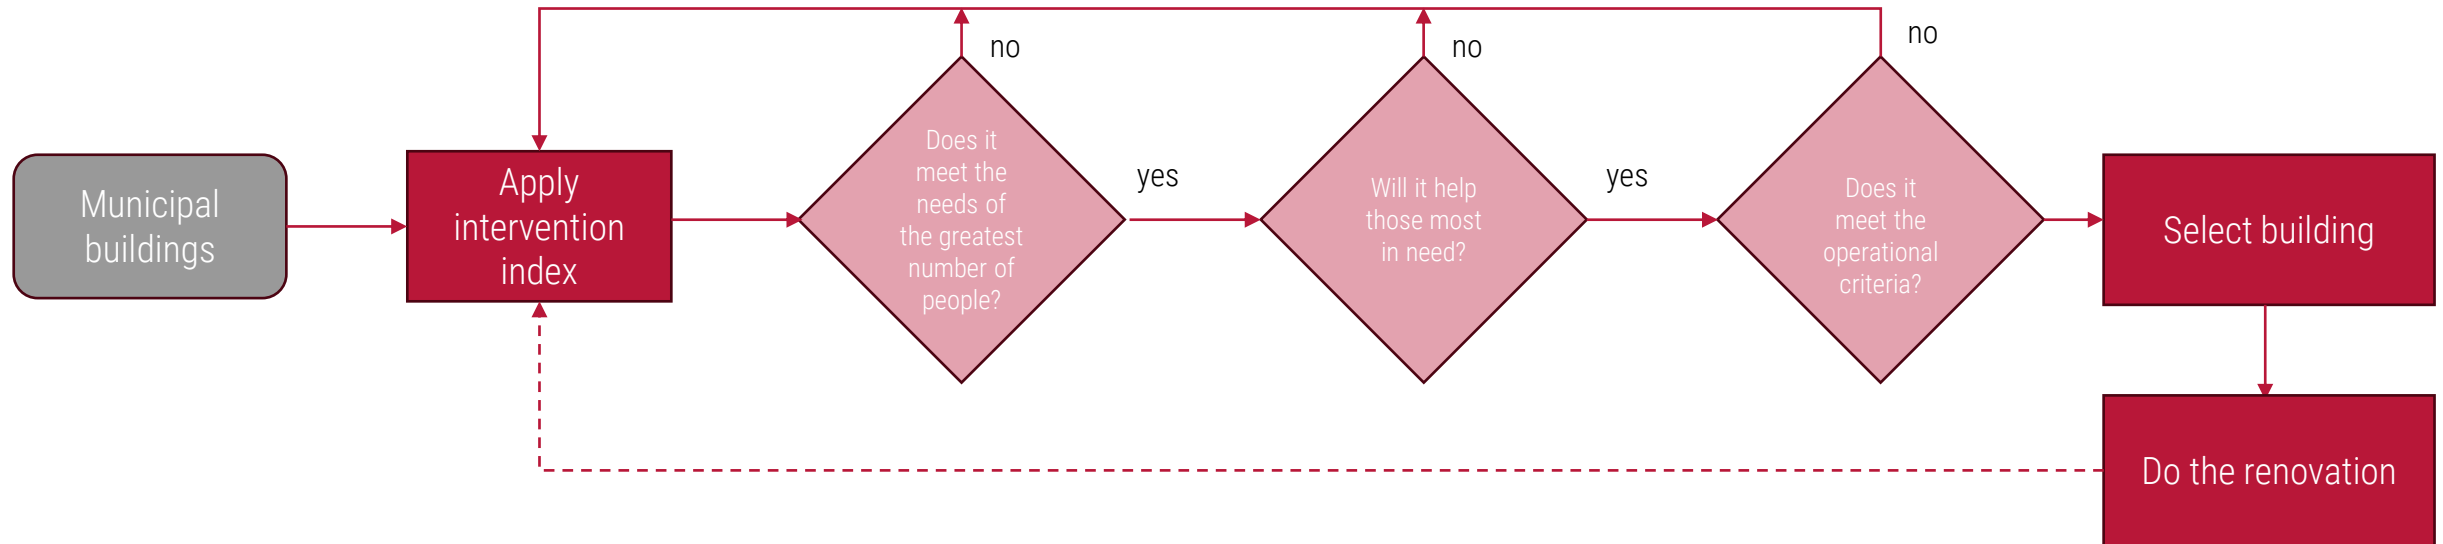 no
no
no
Municipal
buildings
Apply
intervention
index
Does it
meet the
needs of
the greatest
number of
people?
yes
Will it help
those most
in need?
yes
Does it
meet the
operational
criteria?
Select building
Do the renovation